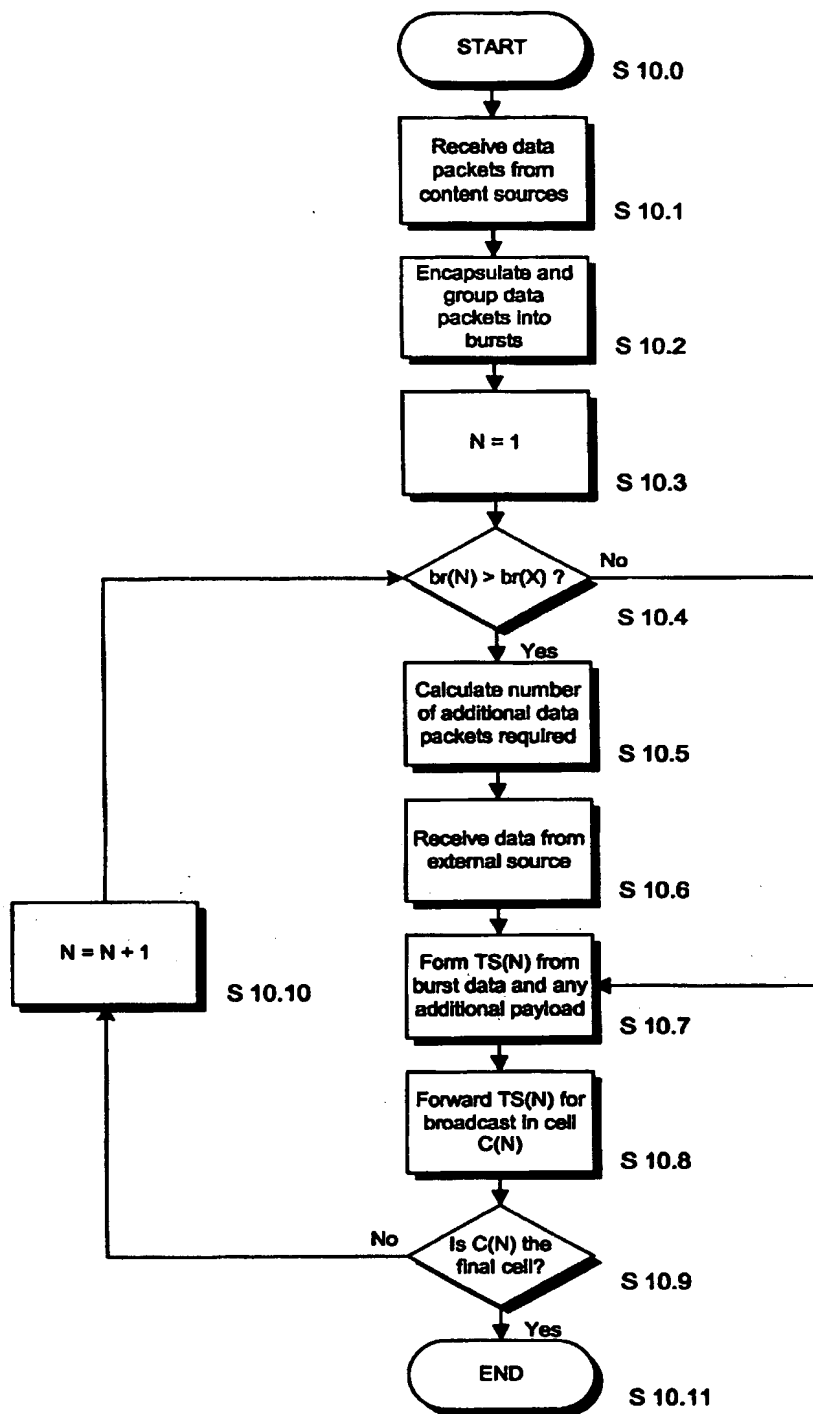 START
S 10.0
Receive data
packets from
content sources
S 10.1
Encapsulate and
group data
packets into
bursts
S 10.2
N = 1
S 10.3
br(N) > br(X) ?
No
S 10.4
Yes
Calculate number
of additional data
packets required
S 10.5
Receive data from
external source
S 10.6
N = N + 1
S 10.10
Form TS(N) from
burst data and any
additional payload
S 10.7
Forward TS(N) for
broadcast in cell
C(N)
S 10.8
No
Is C(N) the
final cell?
S 10.9
Yes
END
S 10.11